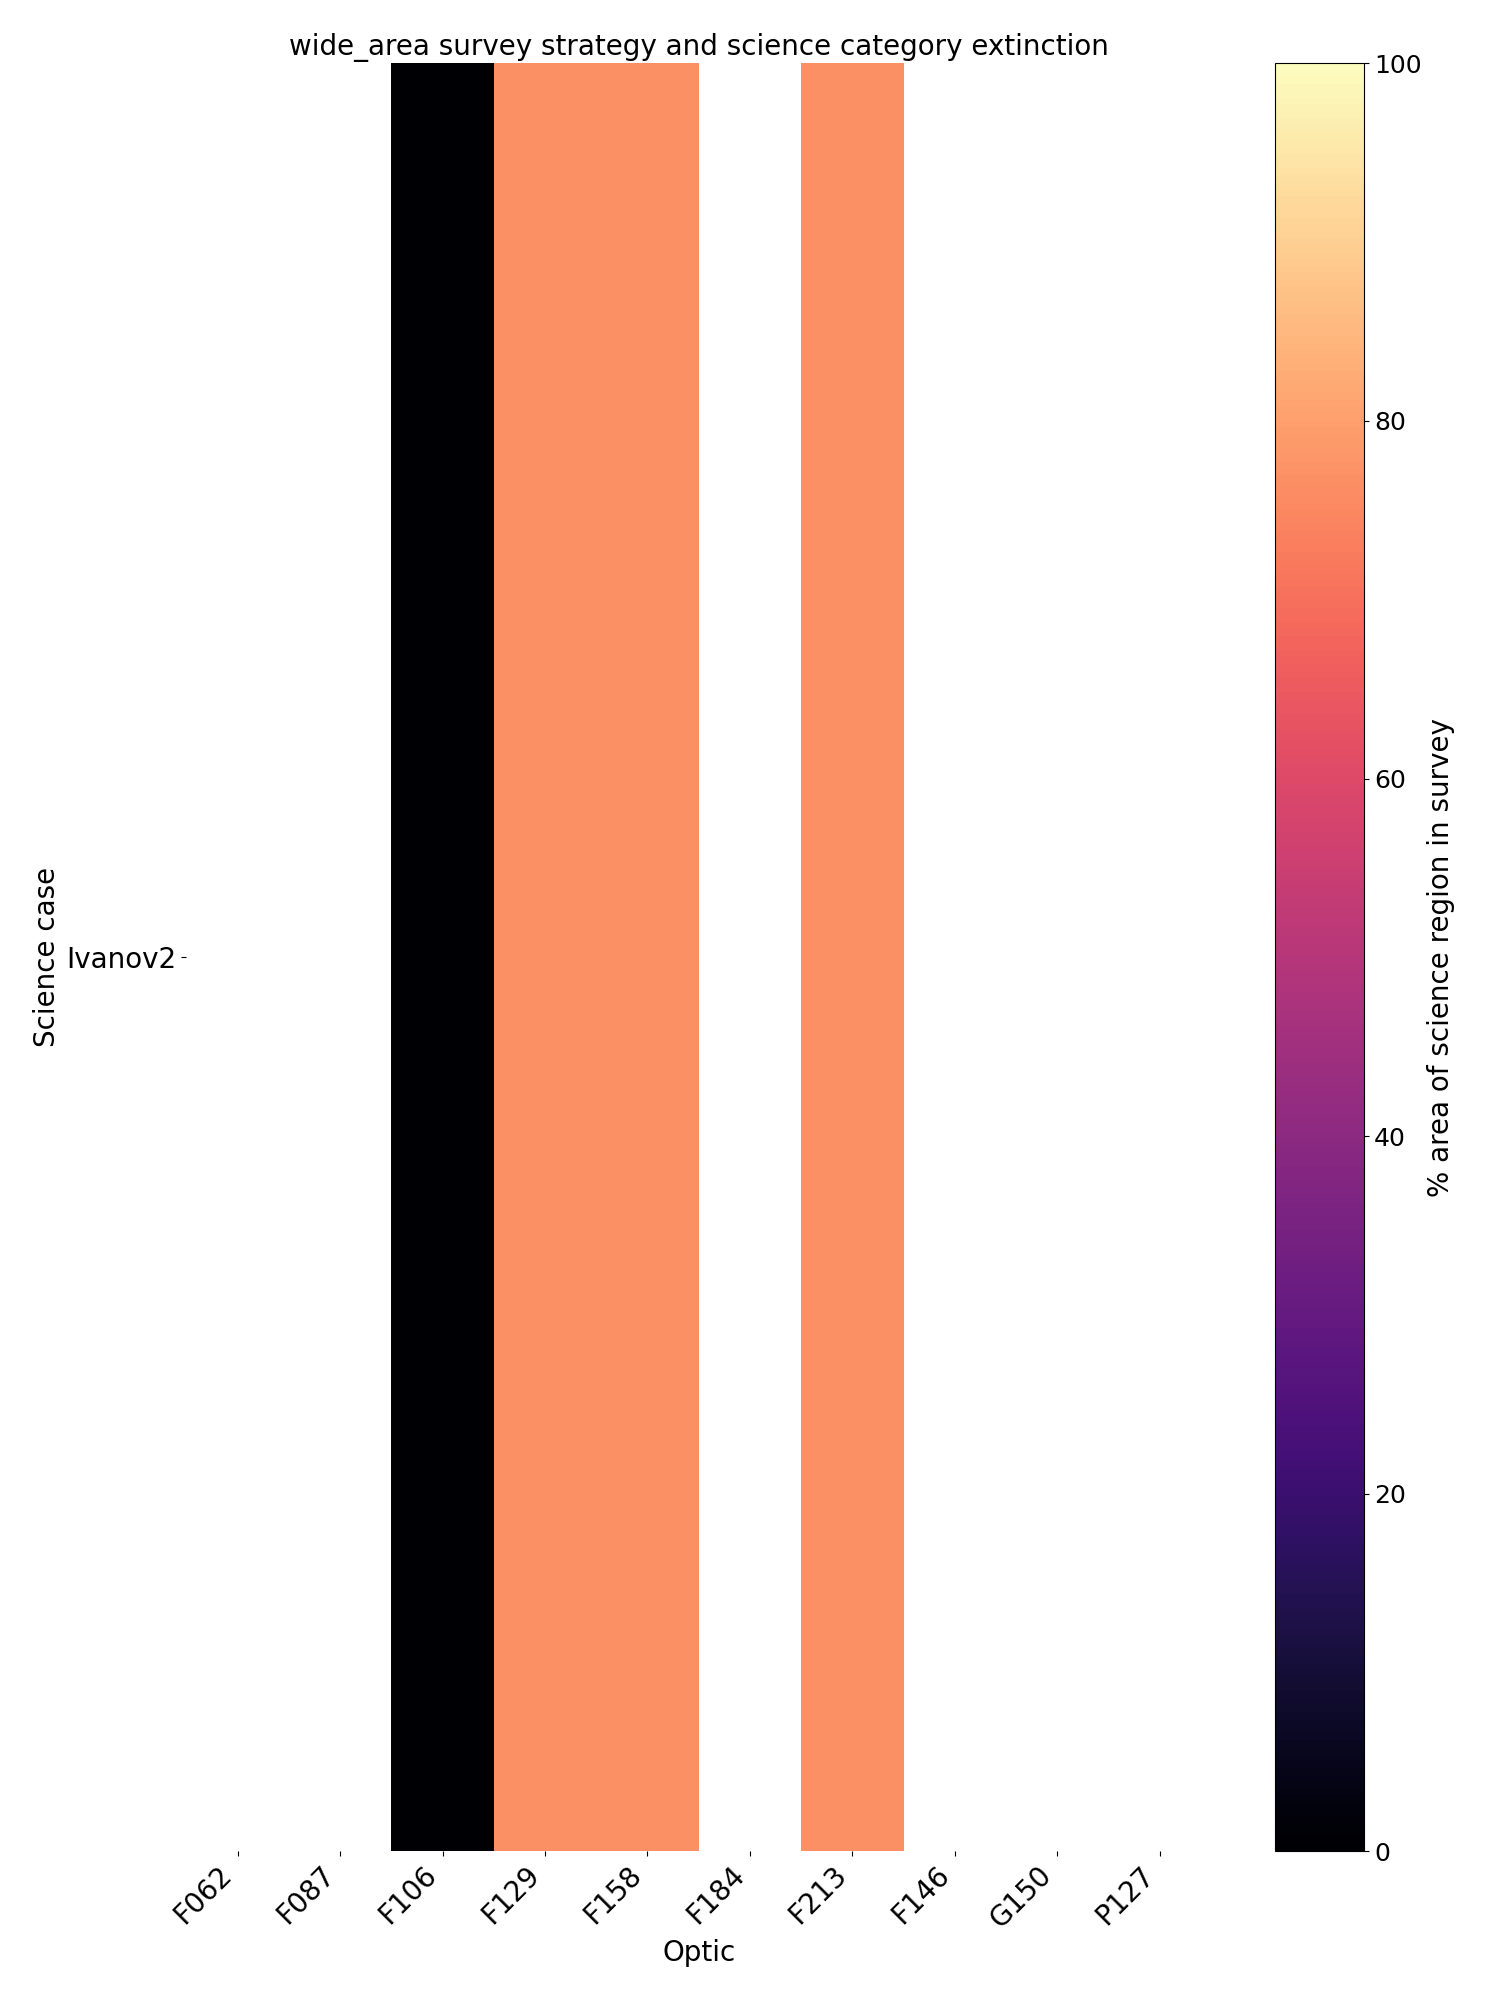 wide_area survey strategy and science category extinction
Science case
Ivanov2
F062
F087
F106
F129
F158
F184
F213
F146
G150
P127
Optic
100
80
60
40
20
0
% area of science region in survey